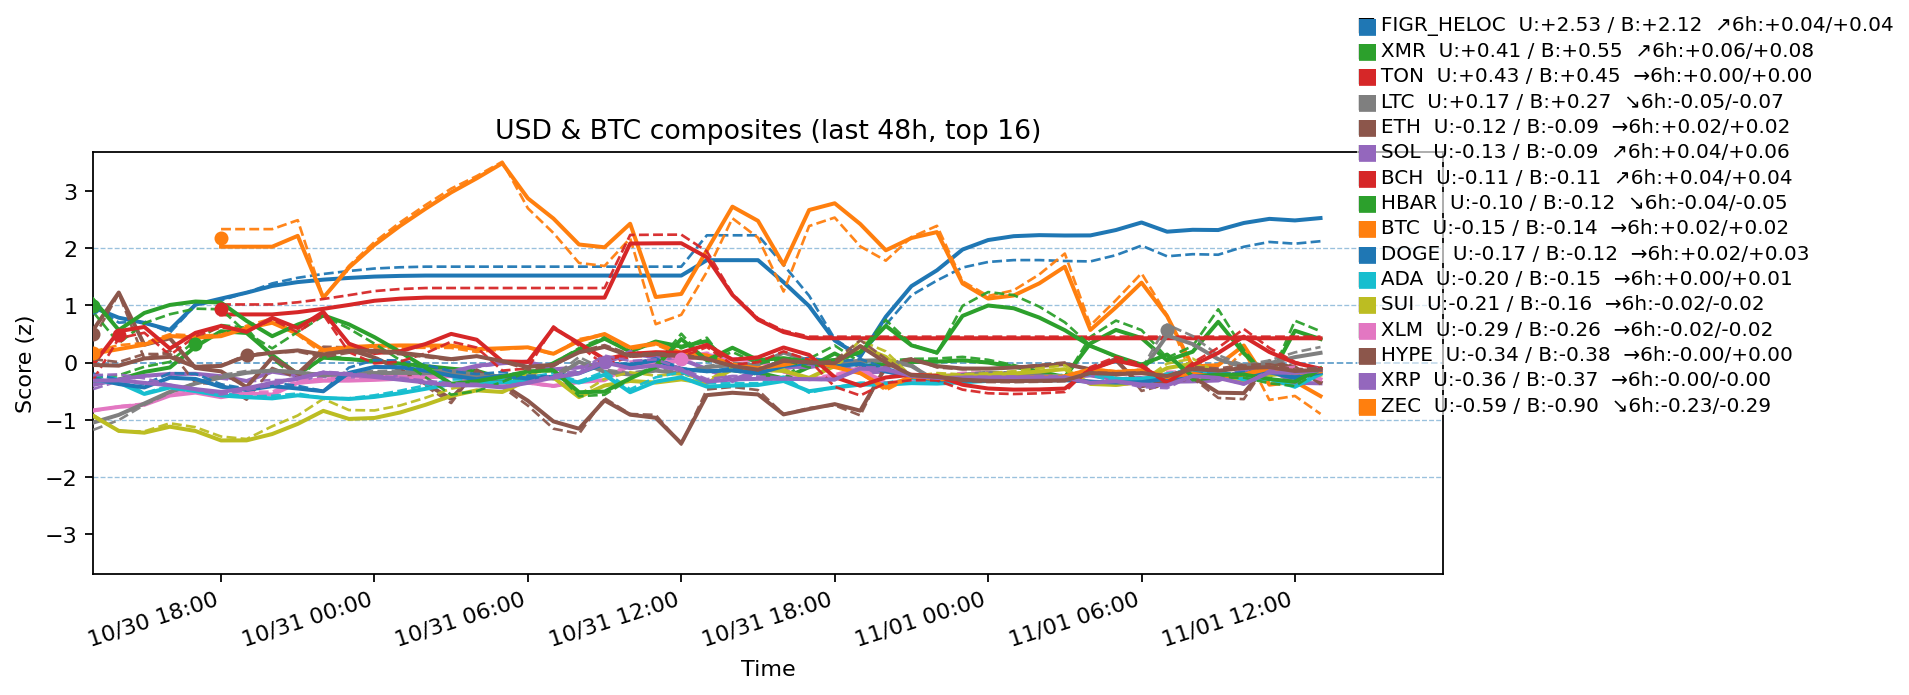 FIGR_HELOC U:+2.53 / B:+2.12 ↗6h:+0.04/+0.04
XMR U:+0.41 / B:+0.55 ↗6h:+0.06/+0.08
TON U:+0.43 / B:+0.45 →6h:+0.00/+0.00
LTC U:+0.17 / B:+0.27 ↘6h:-0.05/-0.07
ETH U:-0.12 / B:-0.09 →6h:+0.02/+0.02
SOL U:-0.13 / B:-0.09 ↗6h:+0.04/+0.06
BCH U:-0.11 / B:-0.11 ↗6h:+0.04/+0.04
HBAR U:-0.10 / B:-0.12 ↘6h:-0.04/-0.05
BTC U:-0.15 / B:-0.14 →6h:+0.02/+0.02
DOGE U:-0.17 / B:-0.12 →6h:+0.02/+0.03
ADA U:-0.20 / B:-0.15 →6h:+0.00/+0.01
SUI U:-0.21 / B:-0.16 →6h:-0.02/-0.02
XLM U:-0.29 / B:-0.26 →6h:-0.02/-0.02
HYPE U:-0.34 / B:-0.38 →6h:-0.00/+0.00
XRP U:-0.36 / B:-0.37 →6h:-0.00/-0.00
ZEC U:-0.59 / B:-0.90 ↘6h:-0.23/-0.29
USD & BTC composites (last 48h, top 16)
Score (z)
3
2
1
0
−1
−2
−3
10/30 18:00
10/31 00:00
10/31 06:00
10/31 12:00
10/31 18:00
11/01 00:00
11/01 06:00
11/01 12:00
Time